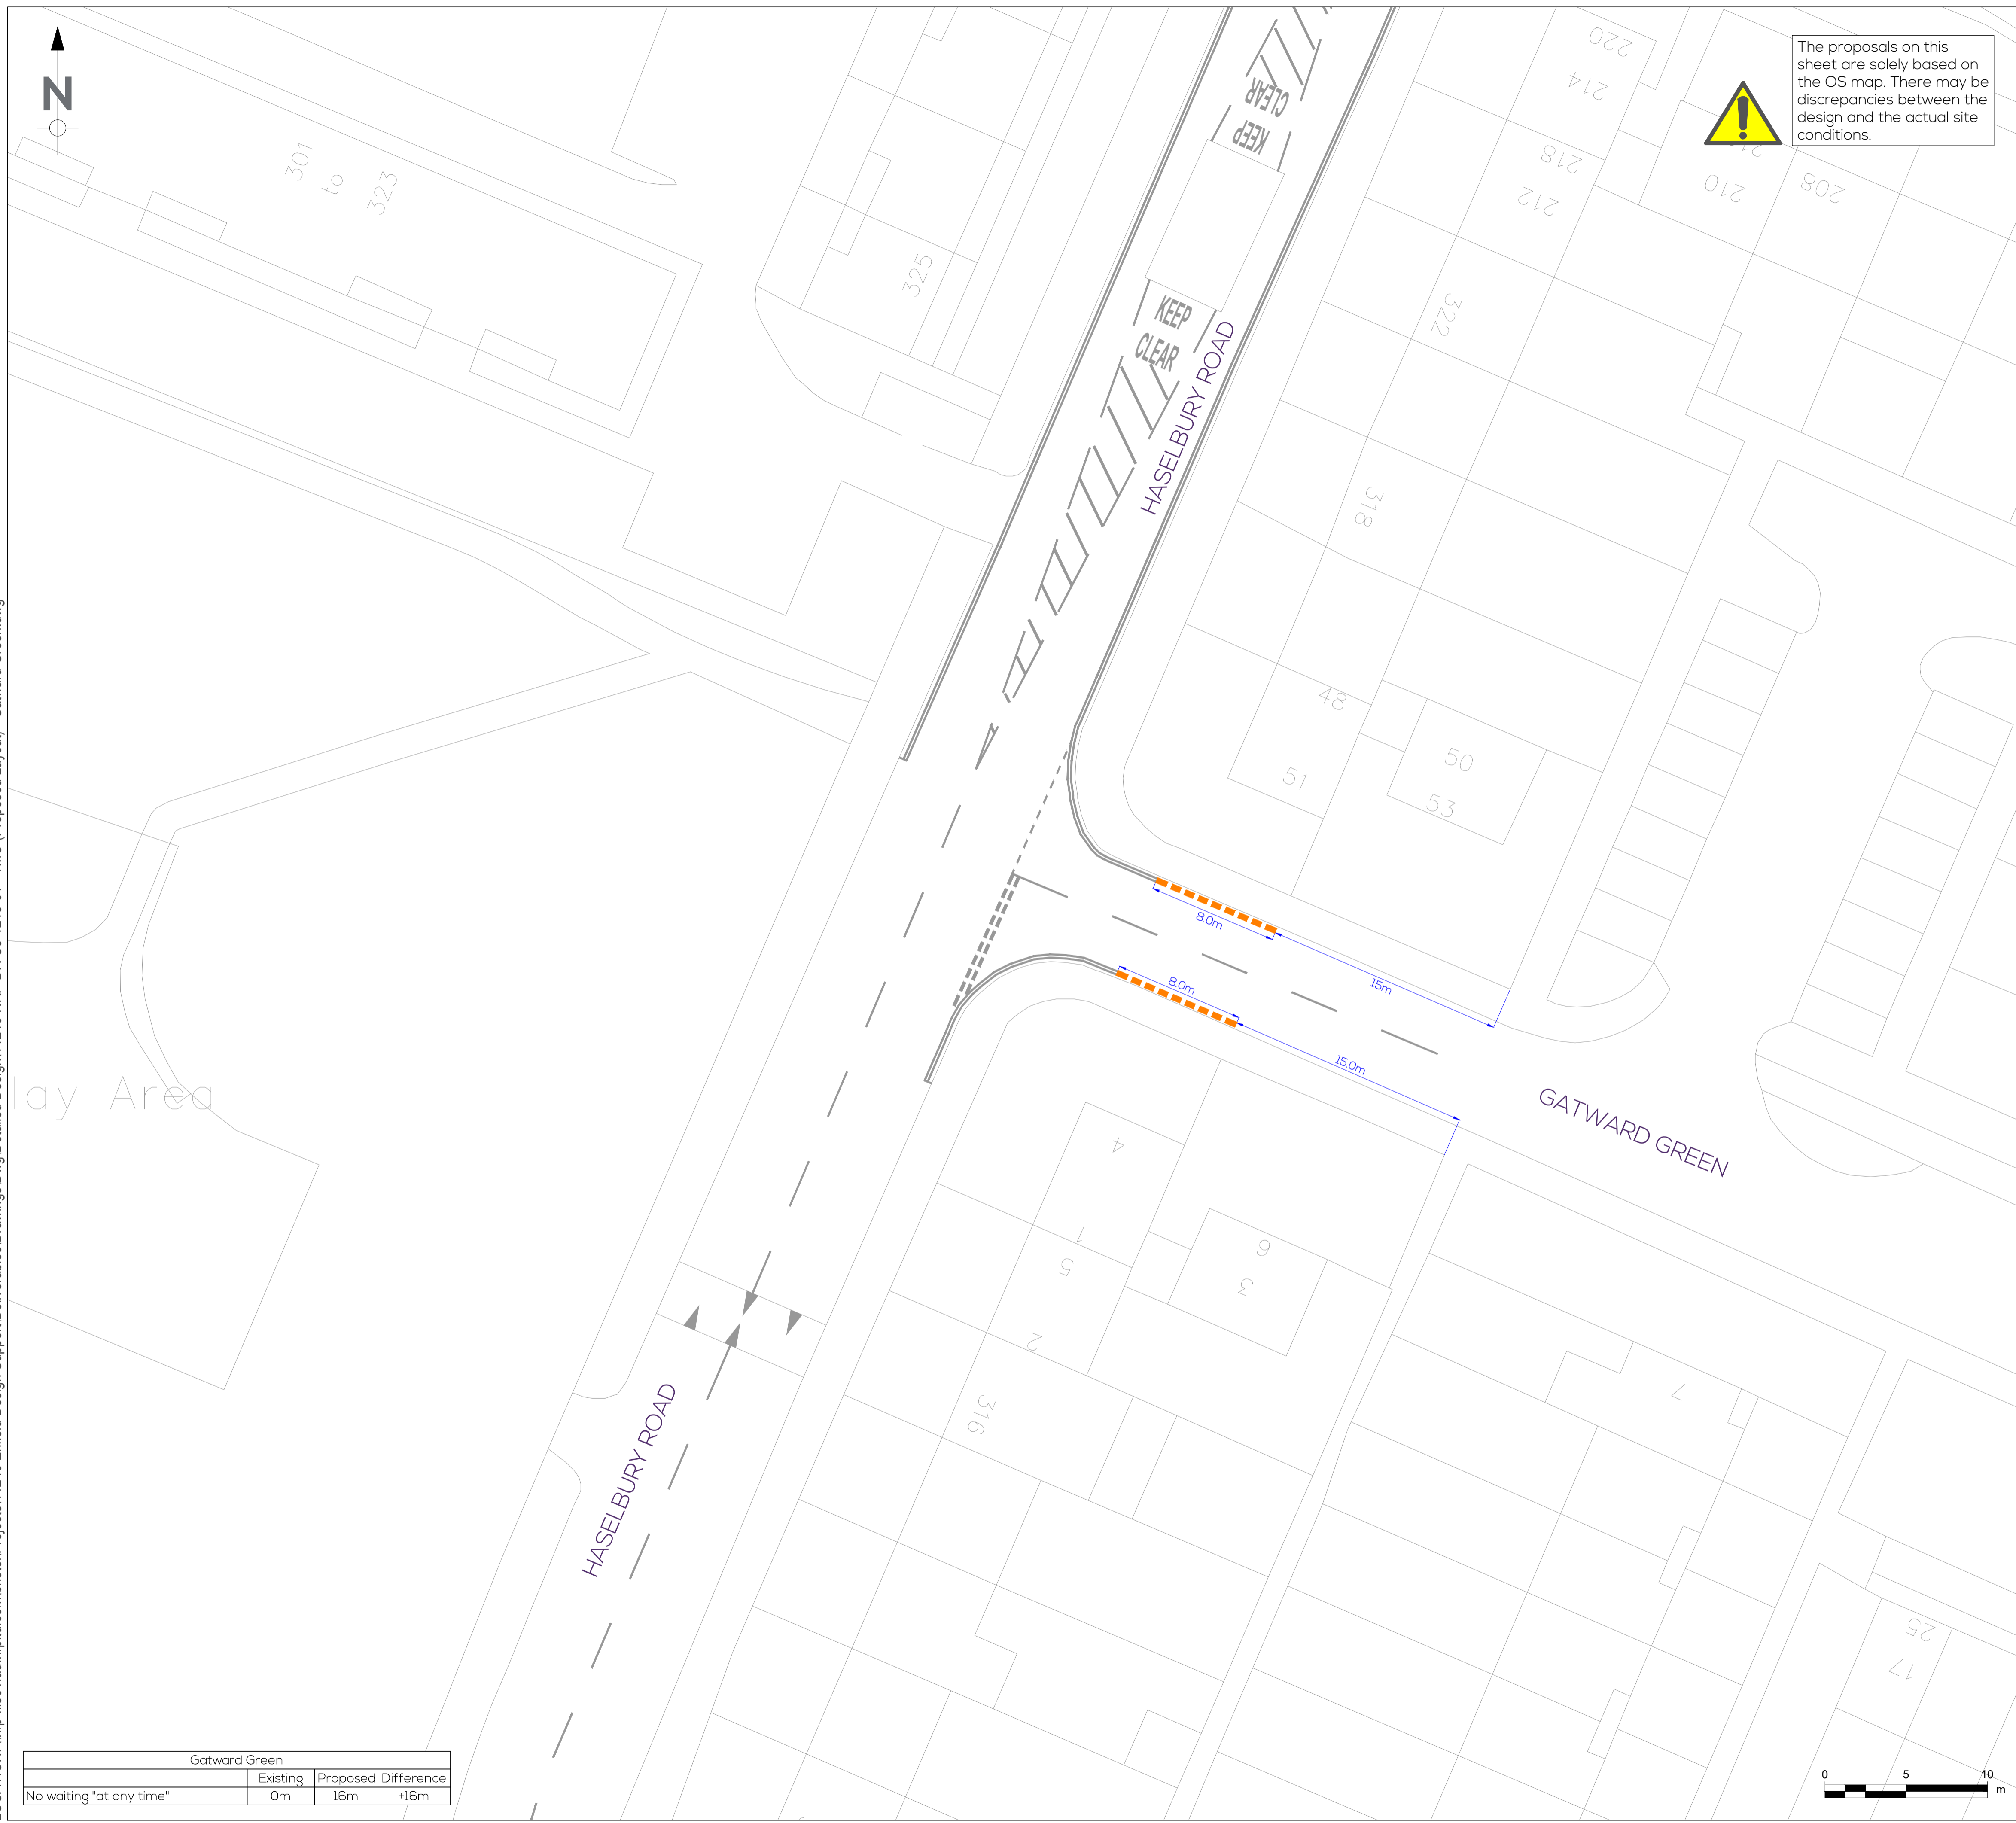 N
The proposals on this
sheet are solely based on
the OS map. There may be
discrepancies between the
design and the actual site
conditions.
220
214
218
212
210
208
301
to
323
325
CLEAR
KEEP
KEEP
CLEAR
HASELBURY ROAD
322
318
48
51
50
53
8.0m
15m
8.0m
15.0m
GATWARD GREEN
lay Area
4
1
5
6
3
2
316
7
HASELBURY ROAD
25
17
Gatward Green
Existing Proposed Difference
No waiting "at any time" 0m 16m +16m
0 5 10
m